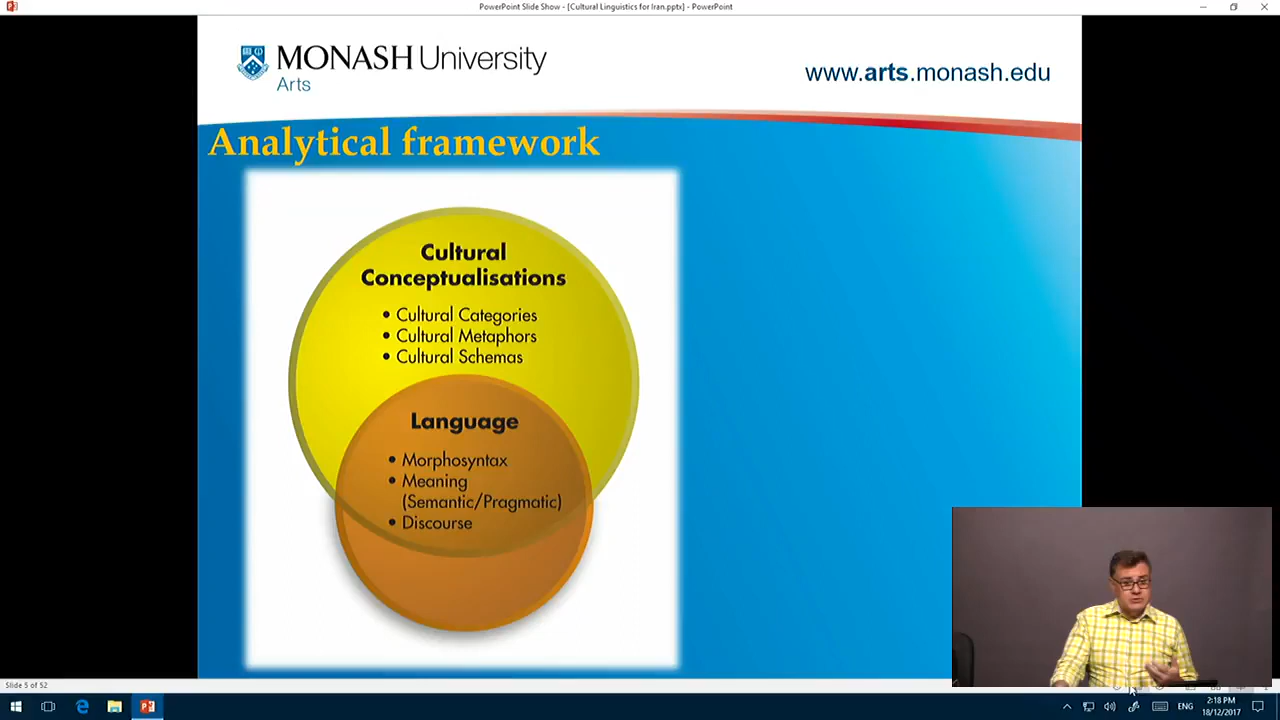 PowerPoint Slide Show - [Cultural Linguistics for Iran.pptx] - PowerPoint
MONASH University
Arts
www.arts.monash.edu
Analytical framework
Cultural
Conceptualisations
• Cultural Categories
• Cultural Metaphors
• Cultural Schemas
Language
• Morphosyntax
• Meaning
(Semantic/Pragmatic)
• Discourse
Slide 5 of 52
ENG
2:18 PM
18/12/2017